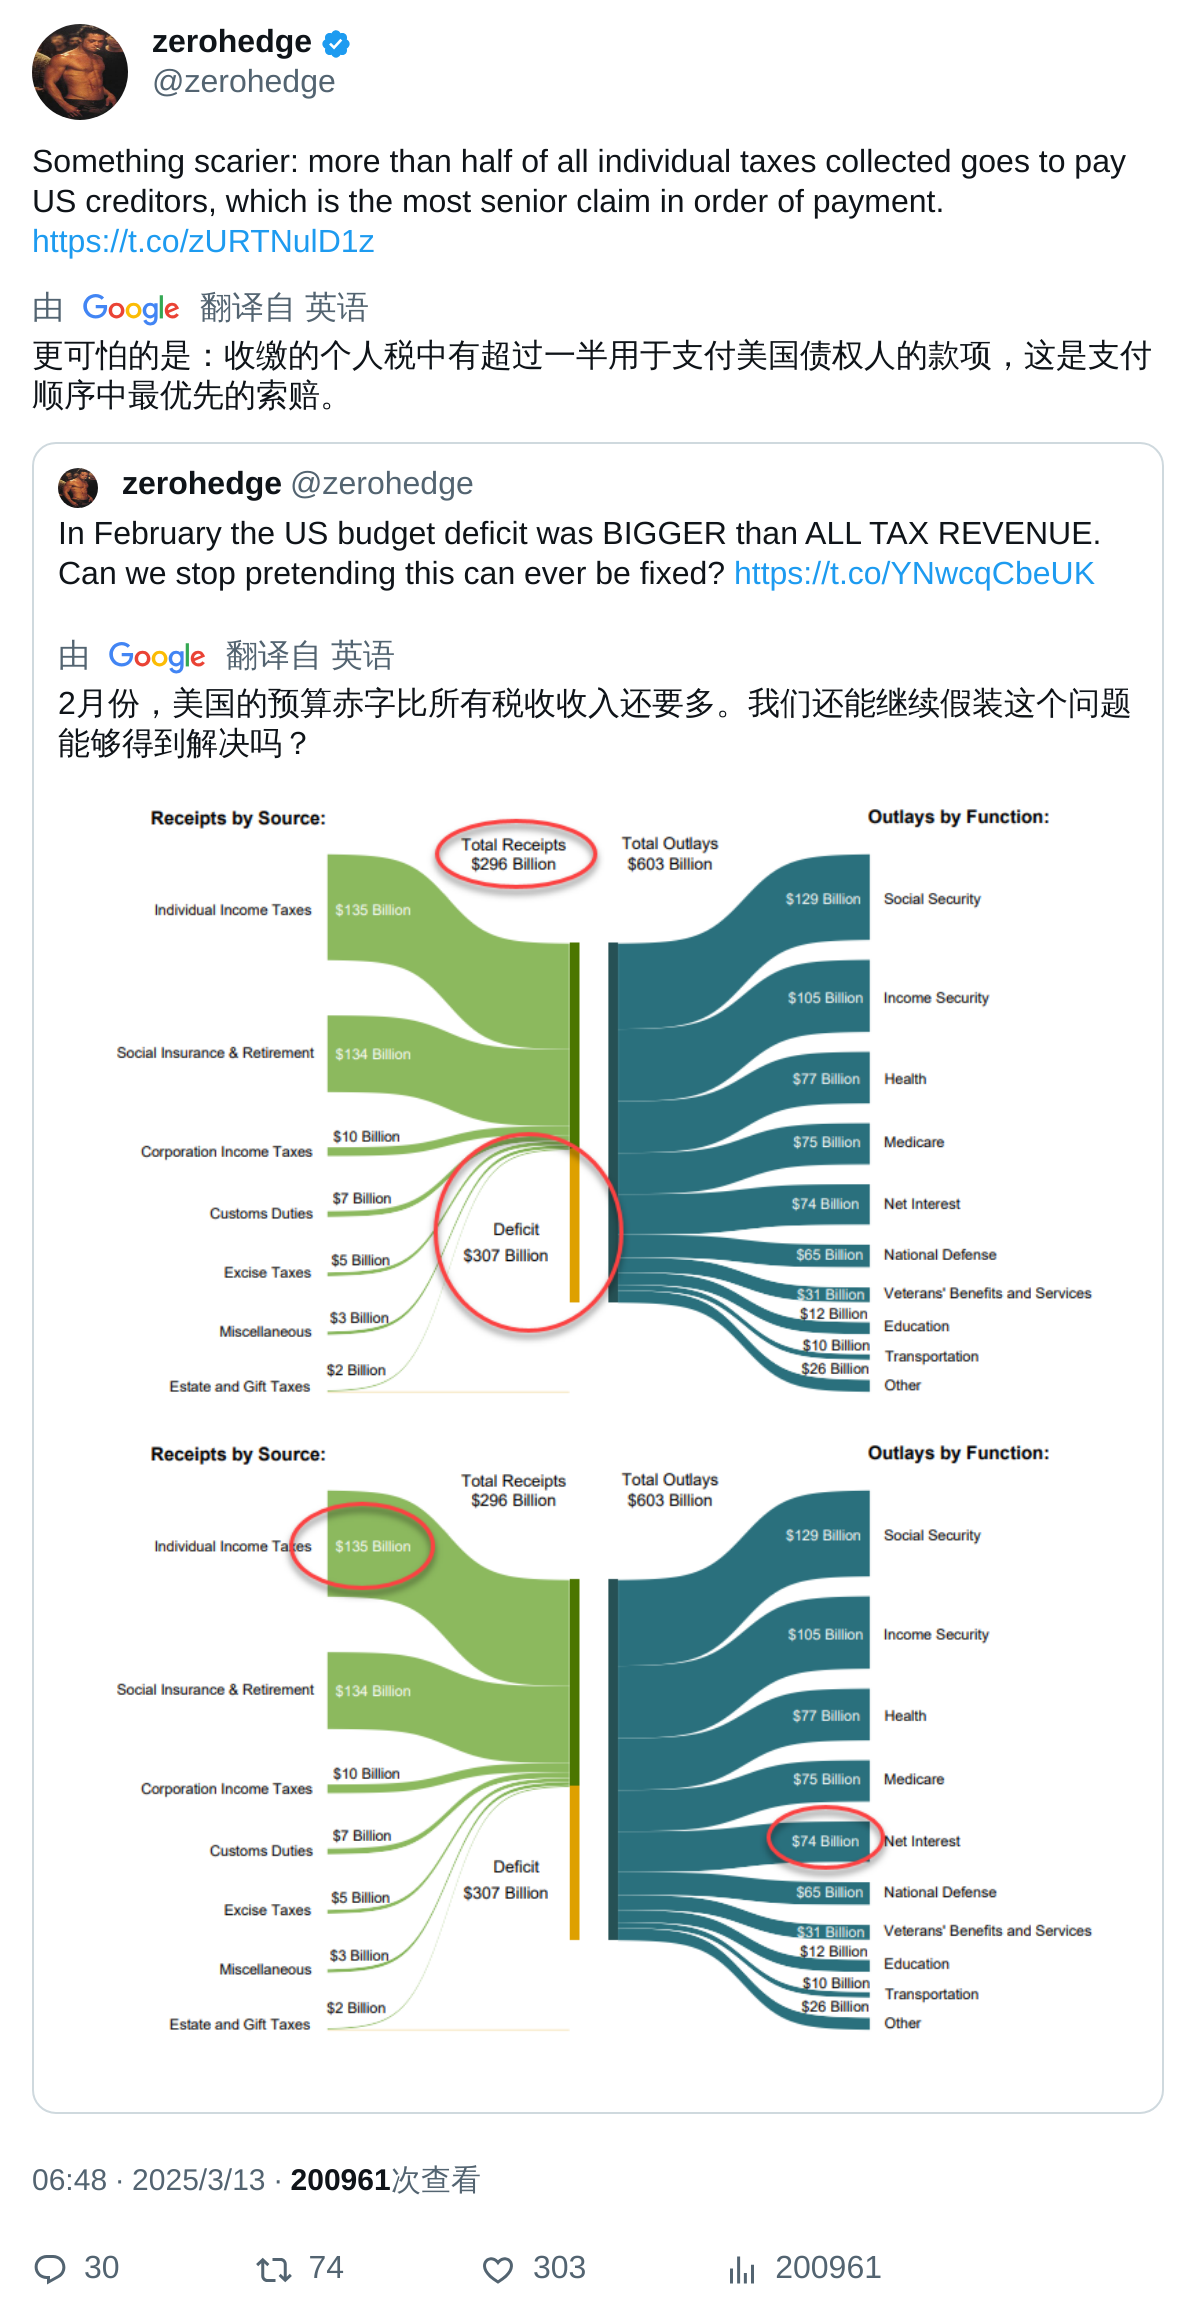 zerohedge
@zerohedge
Something scarier: more than half of all individual taxes collected goes to pay
US creditors, which is the most senior claim in order of payment.
https://t.co/zURTNulD1z
由 Google 翻译自 英语
更可怕的是：收缴的个人税中有超过一半用于支付美国债权人的款项，这是支付
顺序中最优先的索赔。
zerohedge @zerohedge
In February the US budget deficit was BIGGER than ALL TAX REVENUE.
Can we stop pretending this can ever be fixed? https://t.co/YNwcqCbeUK
由 Google 翻译自 英语
2月份，美国的预算赤字比所有税收收入还要多。我们还能继续假装这个问题
能够得到解决吗？
Receipts by Source:
Outlays by Function:
Total Receipts
$296 Billion
Total Outlays
$603 Billion
Individual Income Taxes $135 Billion
Social Insurance & Retirement $134 Billion
$10 Billion
Corporation Income Taxes
$7 Billion
Customs Duties
$5 Billion
Excise Taxes
$3 Billion
Miscellaneous
$2 Billion
Estate and Gift Taxes
Deficit
$307 Billion
$129 Billion Social Security
$105 Billion Income Security
$77 Billion Health
$75 Billion Medicare
$74 Billion Net Interest
$65 Billion National Defense
$31 Billion Veterans' Benefits and Services
$12 Billion
Education
$10 Billion
Transportation
$26 Billion
Other
Receipts by Source:
Outlays by Function:
Total Receipts
$296 Billion
Total Outlays
$603 Billion
Individual Income Taxes $135 Billion
Social Insurance & Retirement $134 Billion
$10 Billion
Corporation Income Taxes
$7 Billion
Customs Duties
$5 Billion
Excise Taxes
$3 Billion
Miscellaneous
$2 Billion
Estate and Gift Taxes
Deficit
$307 Billion
$129 Billion Social Security
$105 Billion Income Security
$77 Billion Health
$75 Billion Medicare
$74 Billion Net Interest
$65 Billion National Defense
$31 Billion Veterans' Benefits and Services
$12 Billion
Education
$10 Billion
Transportation
$26 Billion
Other
06:48 · 2025/3/13 · 200961次查看
30 74 303 200961